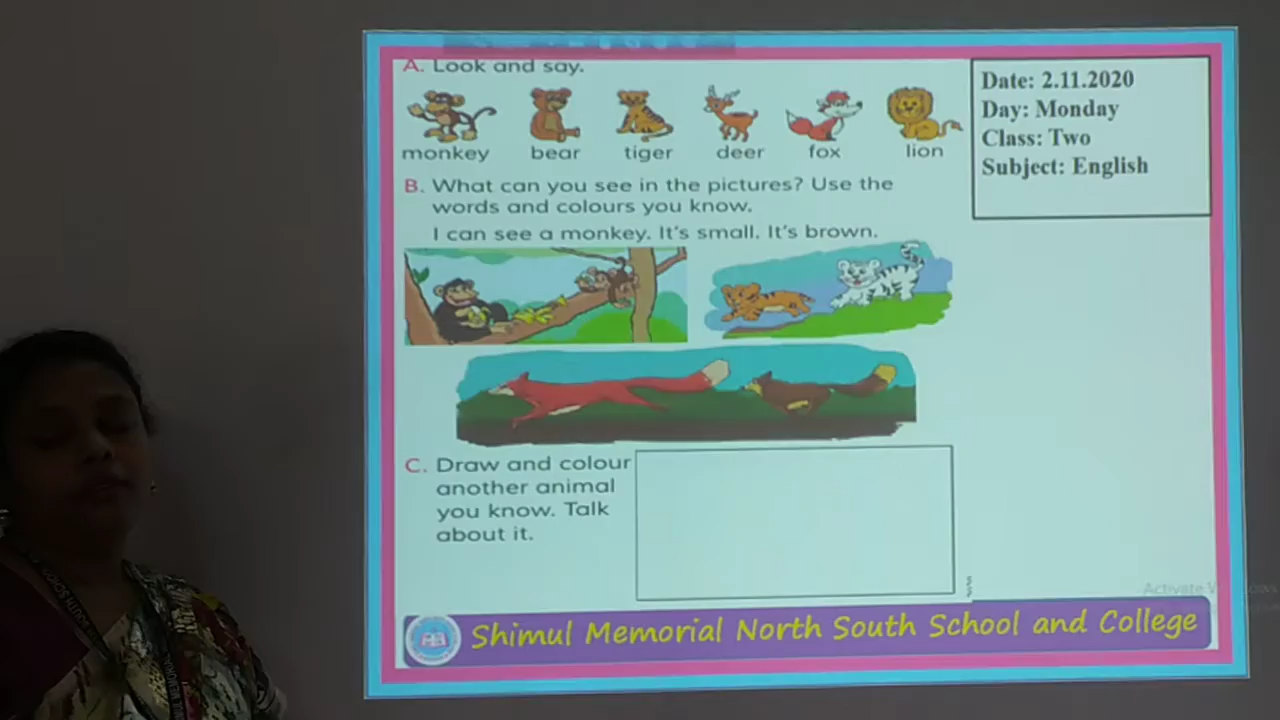 A. Look and say.
monkey bear tiger deer fox lion
B. What can you see in the pictures? Use the
words and colours you know.
I can see a monkey. It's small. It's brown.
C. Draw and colour
another animal
you know. Talk
about it.
Date: 2.11.2020
Day: Monday
Class: Two
Subject: English
Shimul Memorial North South School and College